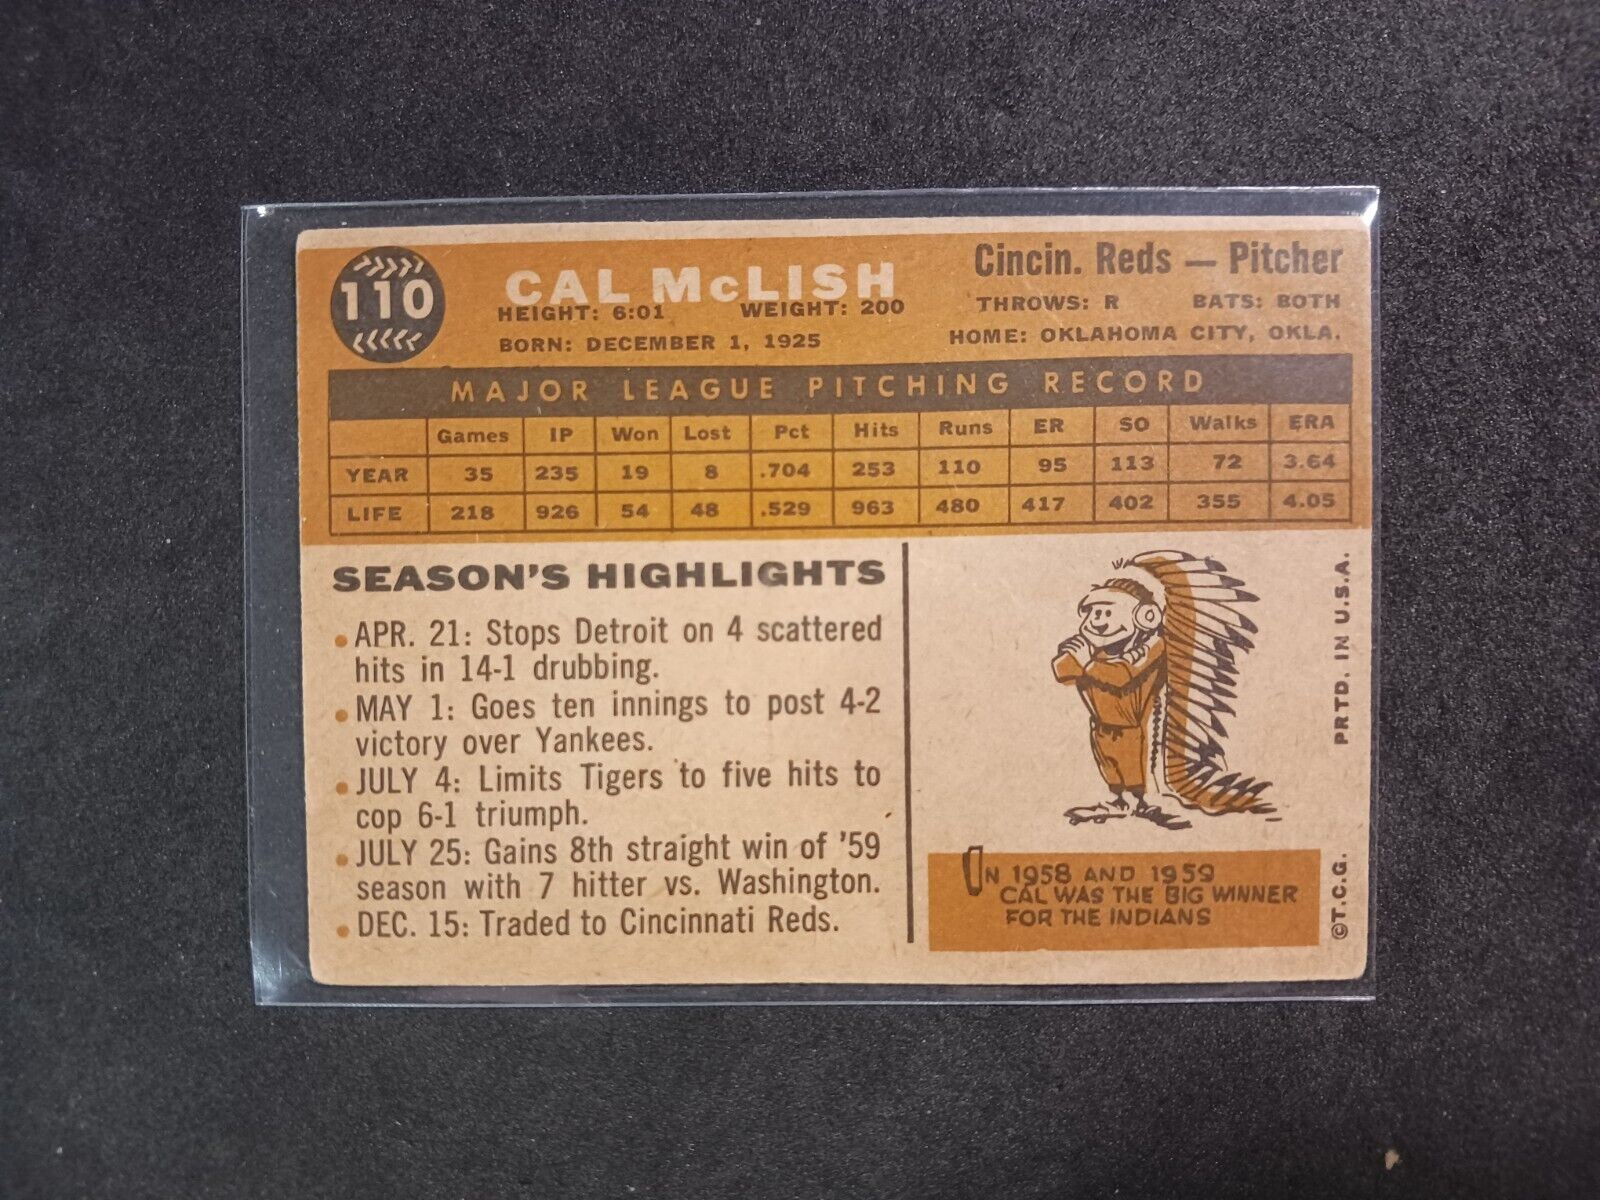 110
CAL McLISH
Cincin. Reds — Pitcher
HEIGHT: 6:01 WEIGHT: 200
THROWS: R BATS: BOTH
BORN: DECEMBER 1, 1925
HOME: OKLAHOMA CITY, OKLA.
MAJOR LEAGUE PITCHING RECORD
Games IP Won Lost Pct Hits Runs ER SO Walks ERA
YEAR 35 235 19 8 .704 253 110 95 113 72 3.64
LIFE 218 926 54 48 .529 963 480 417 402 355 4.05
SEASON'S HIGHLIGHTS
• APR. 21: Stops Detroit on 4 scattered
hits in 14-1 drubbing.
• MAY 1: Goes ten innings to post 4-2
victory over Yankees.
• JULY 4: Limits Tigers to five hits to
cop 6-1 triumph.
• JULY 25: Gains 8th straight win of '59
season with 7 hitter vs. Washington.
• DEC. 15: Traded to Cincinnati Reds.
IN 1958 AND 1959
CAL WAS THE BIG WINNER
FOR THE INDIANS
©T.C.G. PRTD. IN U.S.A.